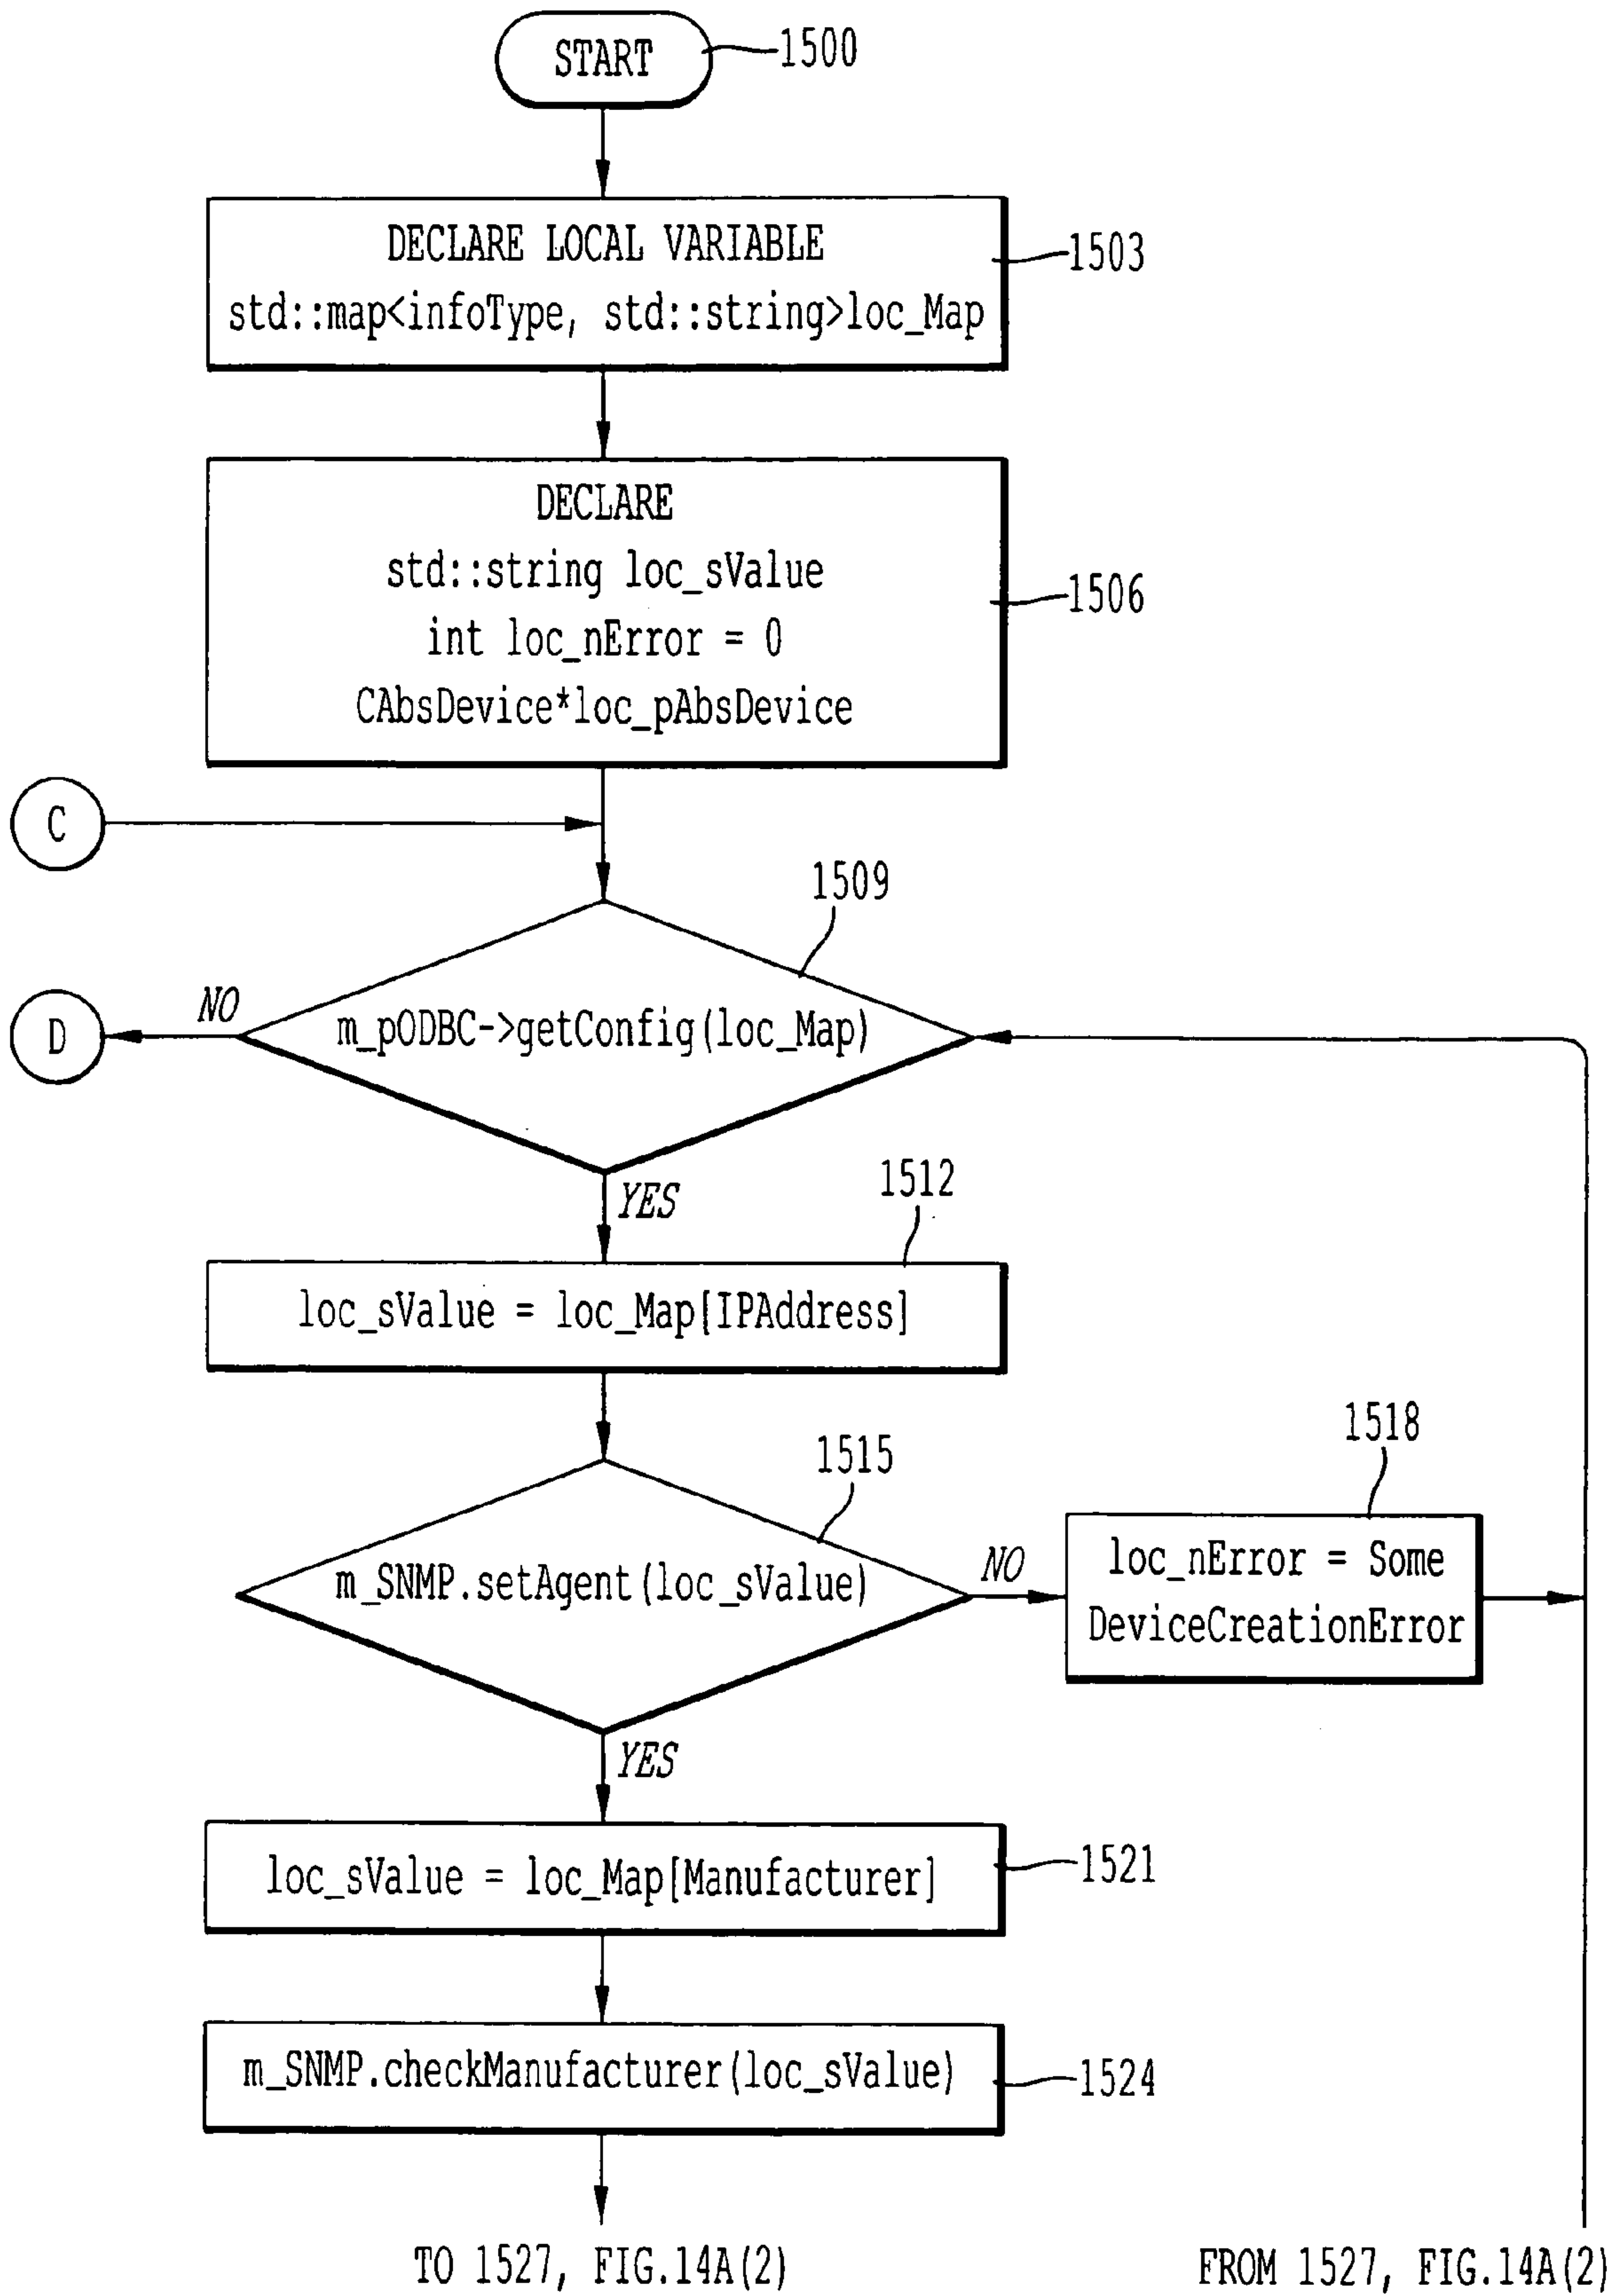 START
1500
DECLARE LOCAL VARIABLE
std::map<infoType, std::string>loc_Map
1503
DECLARE
std::string loc_sValue
int loc_nError = 0
CAbsDevice*loc_pAbsDevice
1506
C
1509
D
NO
m_pODBC->getConfig(loc_Map)
YES
1512
loc_sValue = loc_Map[IPAddress]
1515
1518
m_SNMP.setAgent(loc_sValue)
NO
loc_nError = Some
DeviceCreationError
YES
loc_sValue = loc_Map[Manufacturer]
1521
m_SNMP.checkManufacturer(loc_sValue)
1524
TO 1527, FIG.14A(2)
FROM 1527, FIG.14A(2)